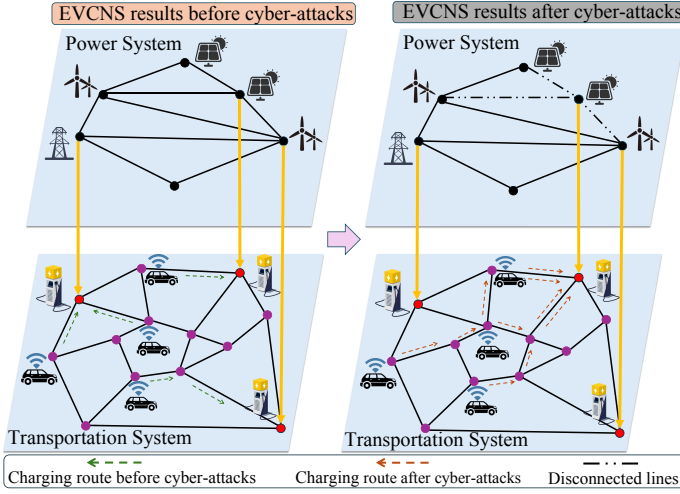 EVCNS results before cyber-attacks
EVCNS results after cyber-attacks
Power System
Power System
Transportation System
Transportation System
Charging route before cyber-attacks
Charging route after cyber-attacks
Disconnected lines